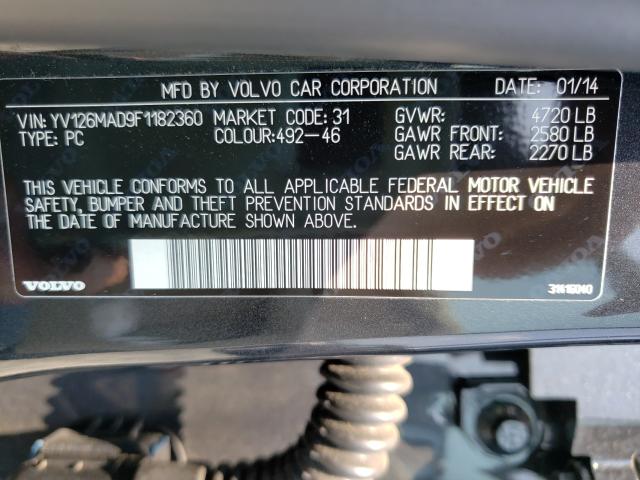 MFD BY VOLVO CAR CORPORATION DATE: 01/14
VIN: YV126MAD9F1182360 MARKET CODE: 31 GVWR: 4720 LB
TYPE: PC COLOUR:492-46 GAWR FRONT: 2580 LB
GAWR REAR: 2270 LB
THIS VEHICLE CONFORMS TO ALL APPLICABLE FEDERAL MOTOR VEHICLE
SAFETY, BUMPER AND THEFT PREVENTION STANDARDS IN EFFECT ON
THE DATE OF MANUFACTURE SHOWN ABOVE.
VOLVO 31416040